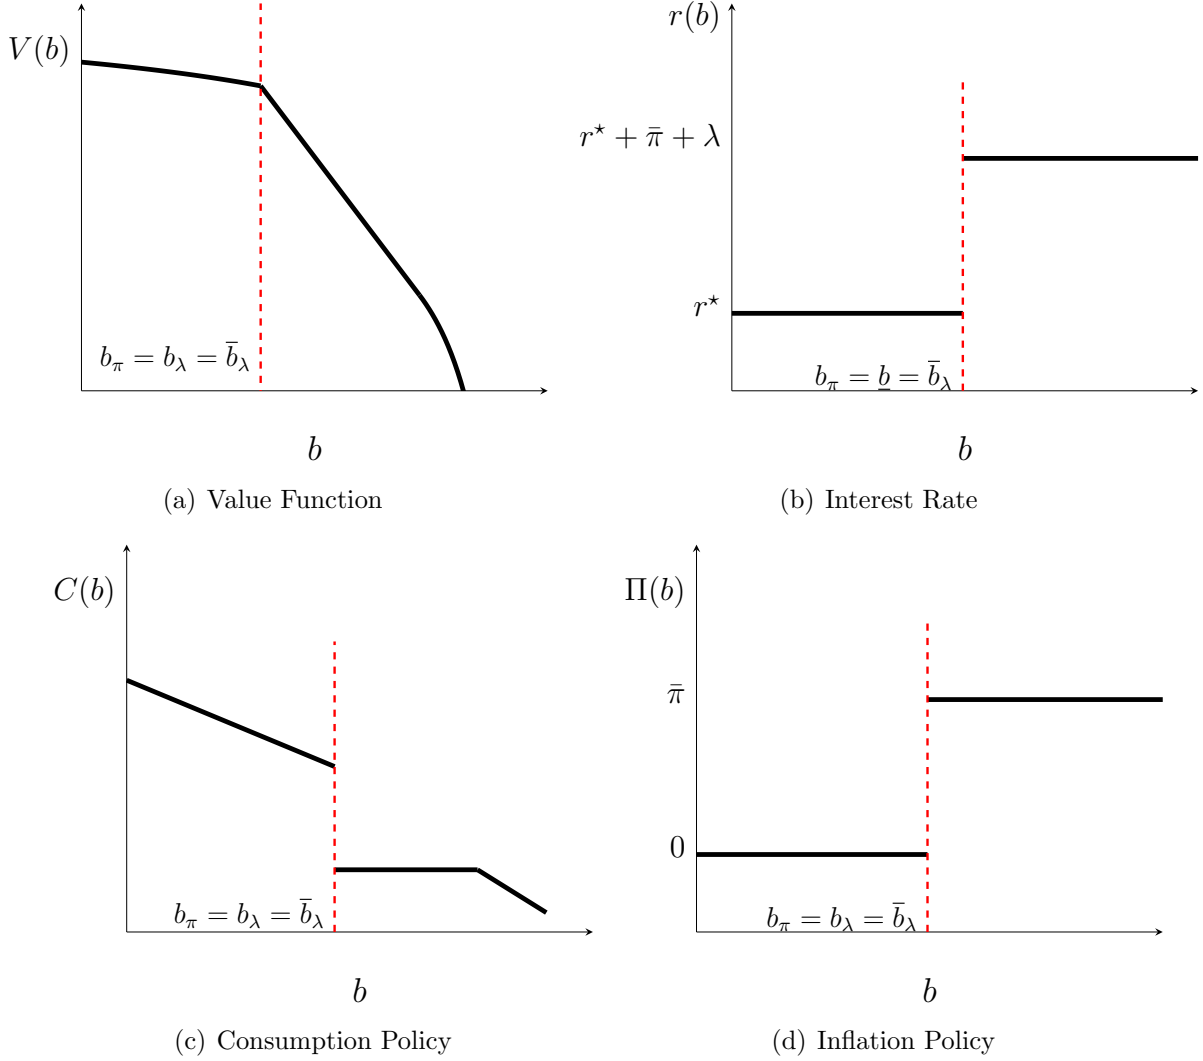 V(b)
b_π = b_λ = b̄_λ
b
(a) Value Function
r(b)
r⋆ + π̄ + λ
r⋆
b_π = b̲ = b̄_λ
b
(b) Interest Rate
C(b)
b_π = b_λ = b̄_λ
b
(c) Consumption Policy
Π(b)
π̄
0
b_π = b_λ = b̄_λ
b
(d) Inflation Policy